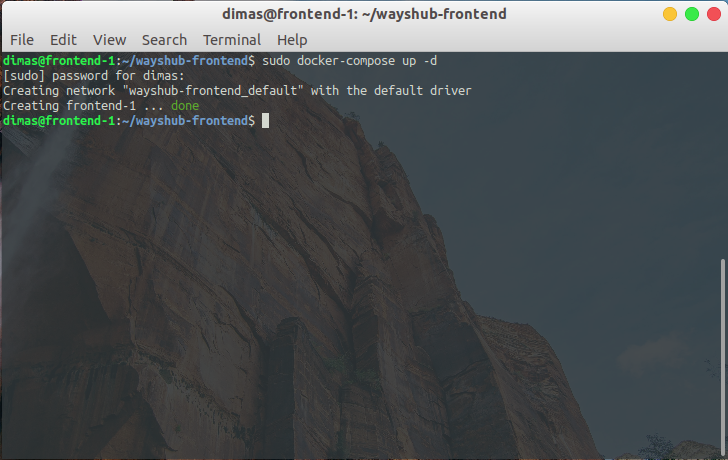 dimas@frontend-1: ~/wayshub-frontend
File Edit View Search Terminal Help
dimas@frontend-1:~/wayshub-frontend$ sudo docker-compose up -d
[sudo] password for dimas:
Creating network "wayshub-frontend_default" with the default driver
Creating frontend-1 ... done
dimas@frontend-1:~/wayshub-frontend$